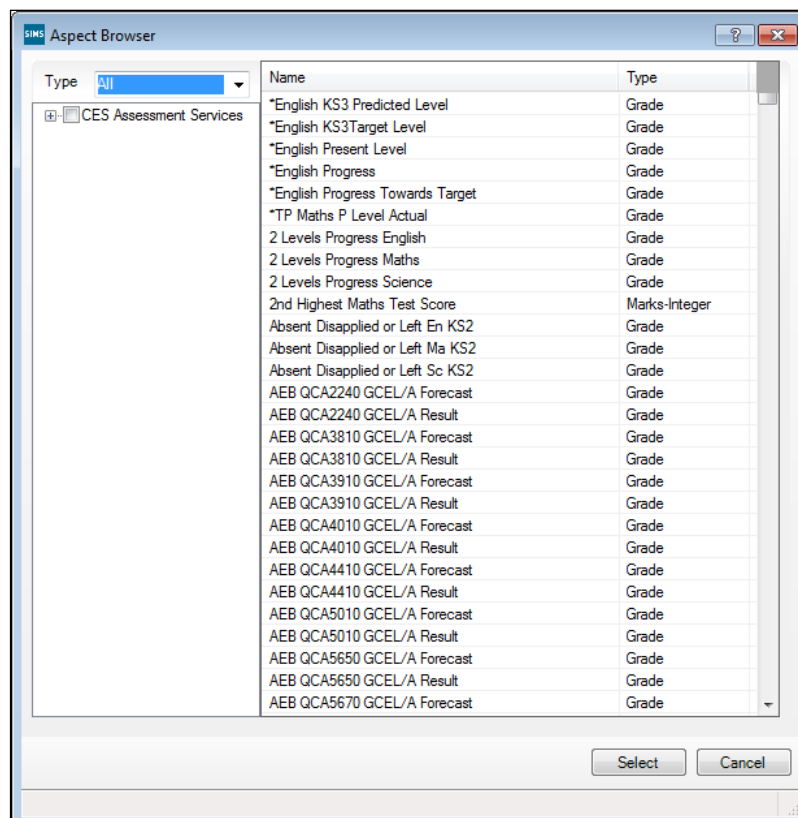 SIMS Aspect Browser
Type All
CES Assessment Services
Name Type
*English KS3 Predicted Level Grade
*English KS3Target Level Grade
*English Present Level Grade
*English Progress Grade
*English Progress Towards Target Grade
*TP Maths P Level Actual Grade
2 Levels Progress English Grade
2 Levels Progress Maths Grade
2 Levels Progress Science Grade
2nd Highest Maths Test Score Marks-Integer
Absent Disapplied or Left En KS2 Grade
Absent Disapplied or Left Ma KS2 Grade
Absent Disapplied or Left Sc KS2 Grade
AEB QCA2240 GCEL/A Forecast Grade
AEB QCA2240 GCEL/A Result Grade
AEB QCA3810 GCEL/A Forecast Grade
AEB QCA3810 GCEL/A Result Grade
AEB QCA3910 GCEL/A Forecast Grade
AEB QCA3910 GCEL/A Result Grade
AEB QCA4010 GCEL/A Forecast Grade
AEB QCA4010 GCEL/A Result Grade
AEB QCA4410 GCEL/A Forecast Grade
AEB QCA4410 GCEL/A Result Grade
AEB QCA5010 GCEL/A Forecast Grade
AEB QCA5010 GCEL/A Result Grade
AEB QCA5650 GCEL/A Forecast Grade
AEB QCA5650 GCEL/A Result Grade
AEB QCA5670 GCEL/A Forecast Grade
Select Cancel